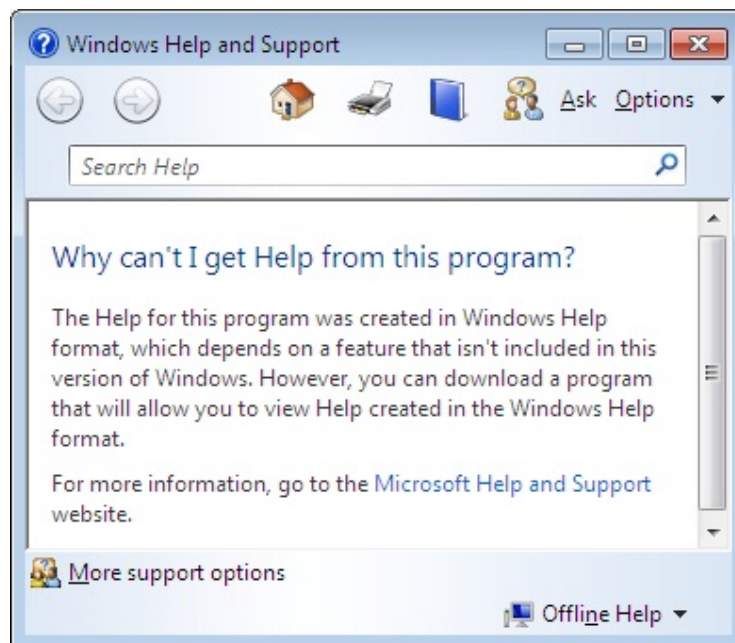 Windows Help and Support
Ask Options
Search Help
Why can't I get Help from this program?
The Help for this program was created in Windows Help
format, which depends on a feature that isn't included in this
version of Windows. However, you can download a program
that will allow you to view Help created in the Windows Help
format.
For more information, go to the Microsoft Help and Support
website.
More support options
Offline Help